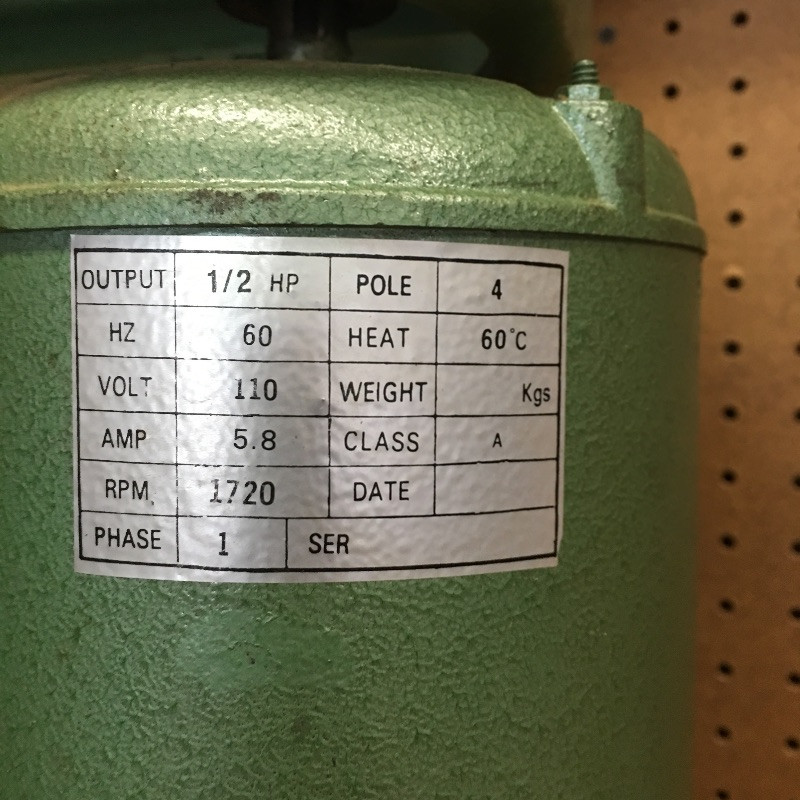 OUTPUT 1/2 HP POLE 4
HZ 60 HEAT 60°C
VOLT 110 WEIGHT Kgs
AMP 5.8 CLASS A
RPM. 1720 DATE
PHASE 1 SER